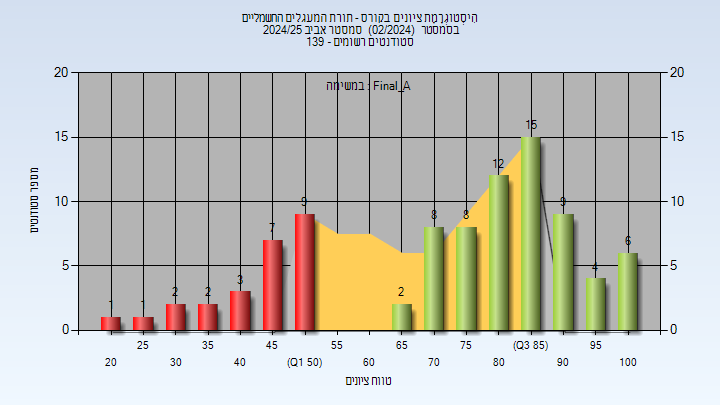 היסטוגרמת ציונים בקורס - תורת המעגלים החשמליים
בסמסטר (02/2024) סמסטר אביב 2024/25
סטודנטים רשומים - 139
במשימה : Final_A
מספר סטודנטים
20 20
15 15
10 10
5 5
0 0
1 1 2 2 3 7 9 2 8 8 12 15 9 4 6
25 35 45 55 65 75 (Q3 85) 95
20 30 40 (Q1 50) 60 70 80 90 100
טווח ציונים